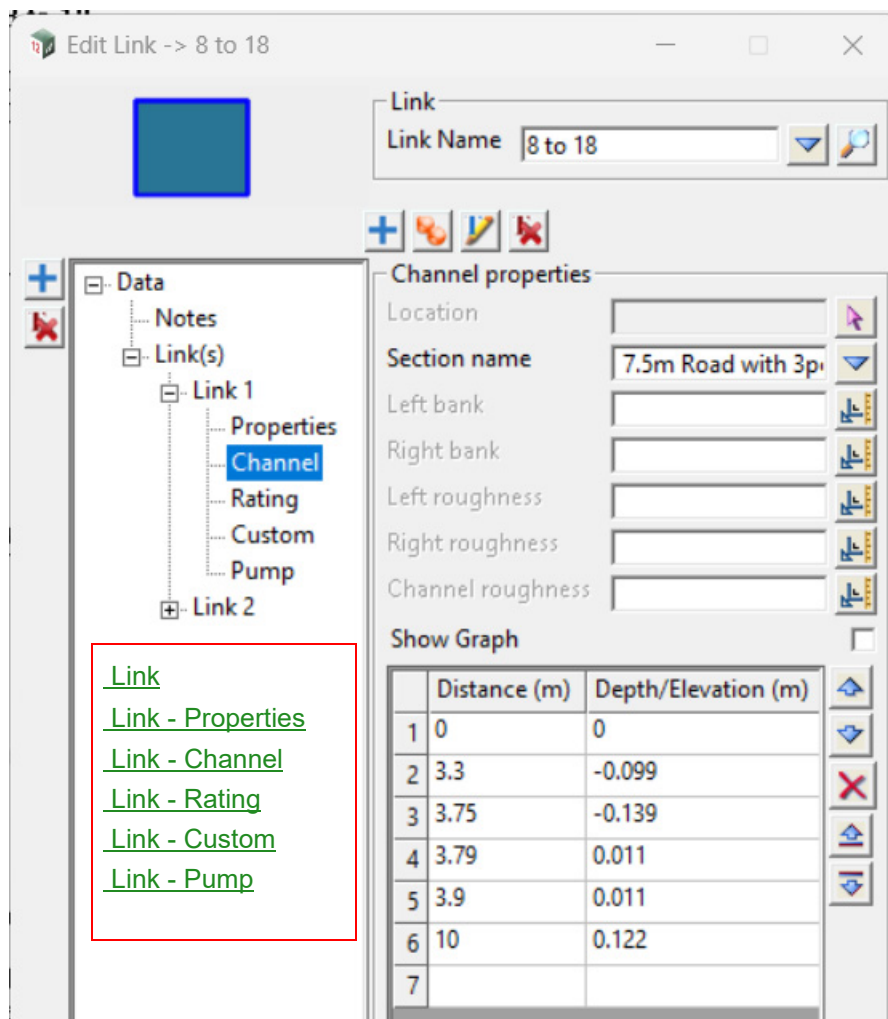 Edit Link -> 8 to 18
Link
Link Name 8 to 18
Channel properties
Data
Notes
Link(s)
Link 1
Properties
Channel
Rating
Custom
Pump
Link 2
Link
Link - Properties
Link - Channel
Link - Rating
Link - Custom
Link - Pump
Location
Section name 7.5m Road with 3p
Left bank
Right bank
Left roughness
Right roughness
Channel roughness
Show Graph
Distance (m) Depth/Elevation (m)
1 0 0
2 3.3 -0.099
3 3.75 -0.139
4 3.79 0.011
5 3.9 0.011
6 10 0.122
7